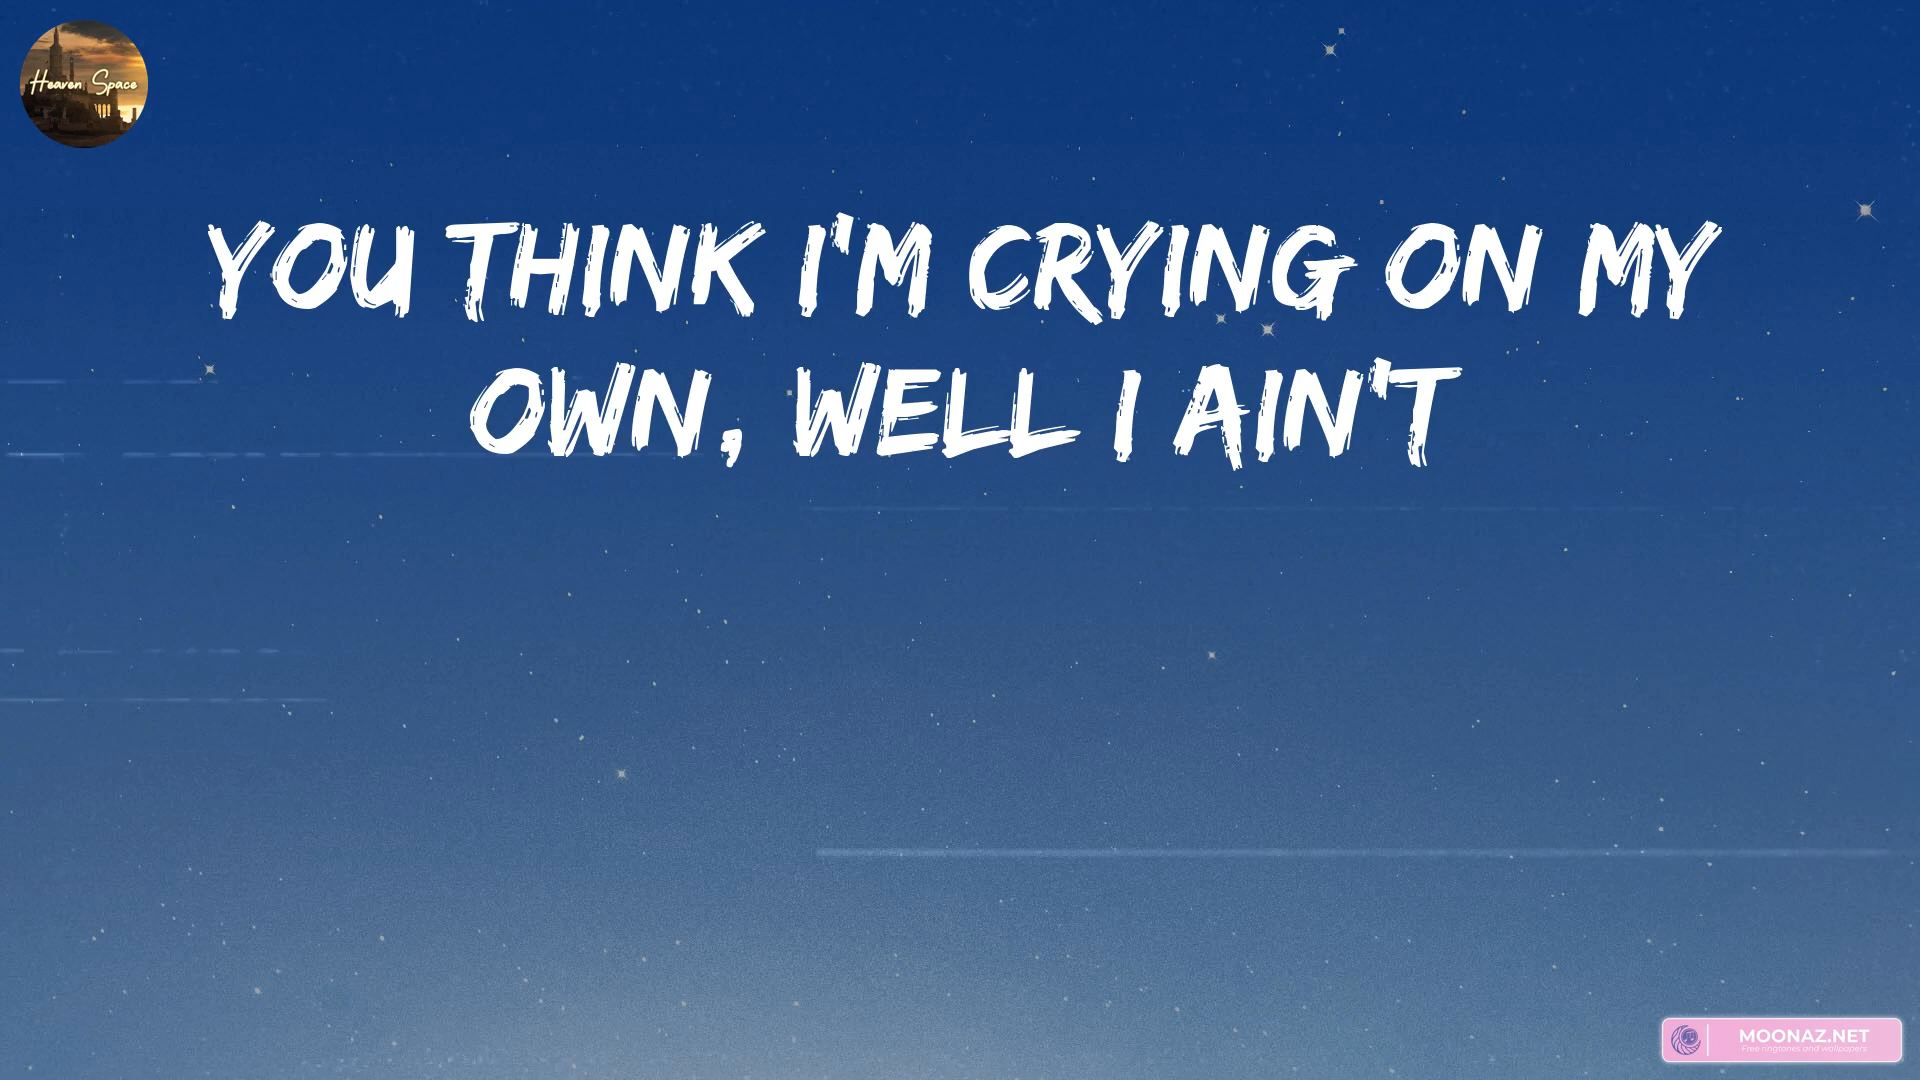 Heaven Space
YOU THINK I'M CRYING ON MY
OWN, WELL I AIN'T
MOONAZ.NET
Free ringtones and wallpapers